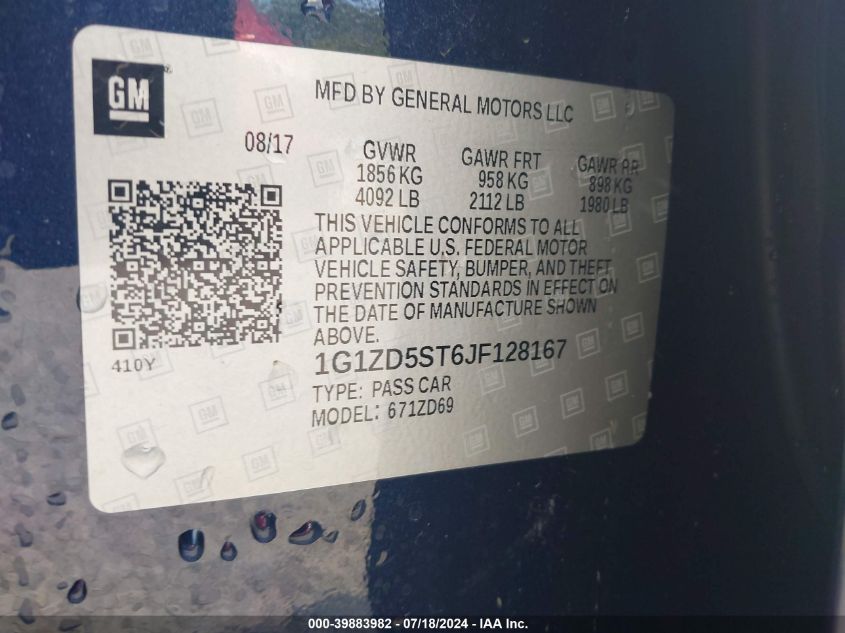 GM
MFD BY GENERAL MOTORS LLC
08/17
GVWR GAWR FRT GAWR RR
1856 KG 958 KG 898 KG
4092 LB 2112 LB 1980 LB
THIS VEHICLE CONFORMS TO ALL
APPLICABLE U.S. FEDERAL MOTOR
VEHICLE SAFETY, BUMPER, AND THEFT
PREVENTION STANDARDS IN EFFECT ON
THE DATE OF MANUFACTURE SHOWN
ABOVE.
410Y
1G1ZD5ST6JF128167
TYPE: PASS CAR
MODEL: 671ZD69
000-39883982 - 07/18/2024 - IAAI Inc.